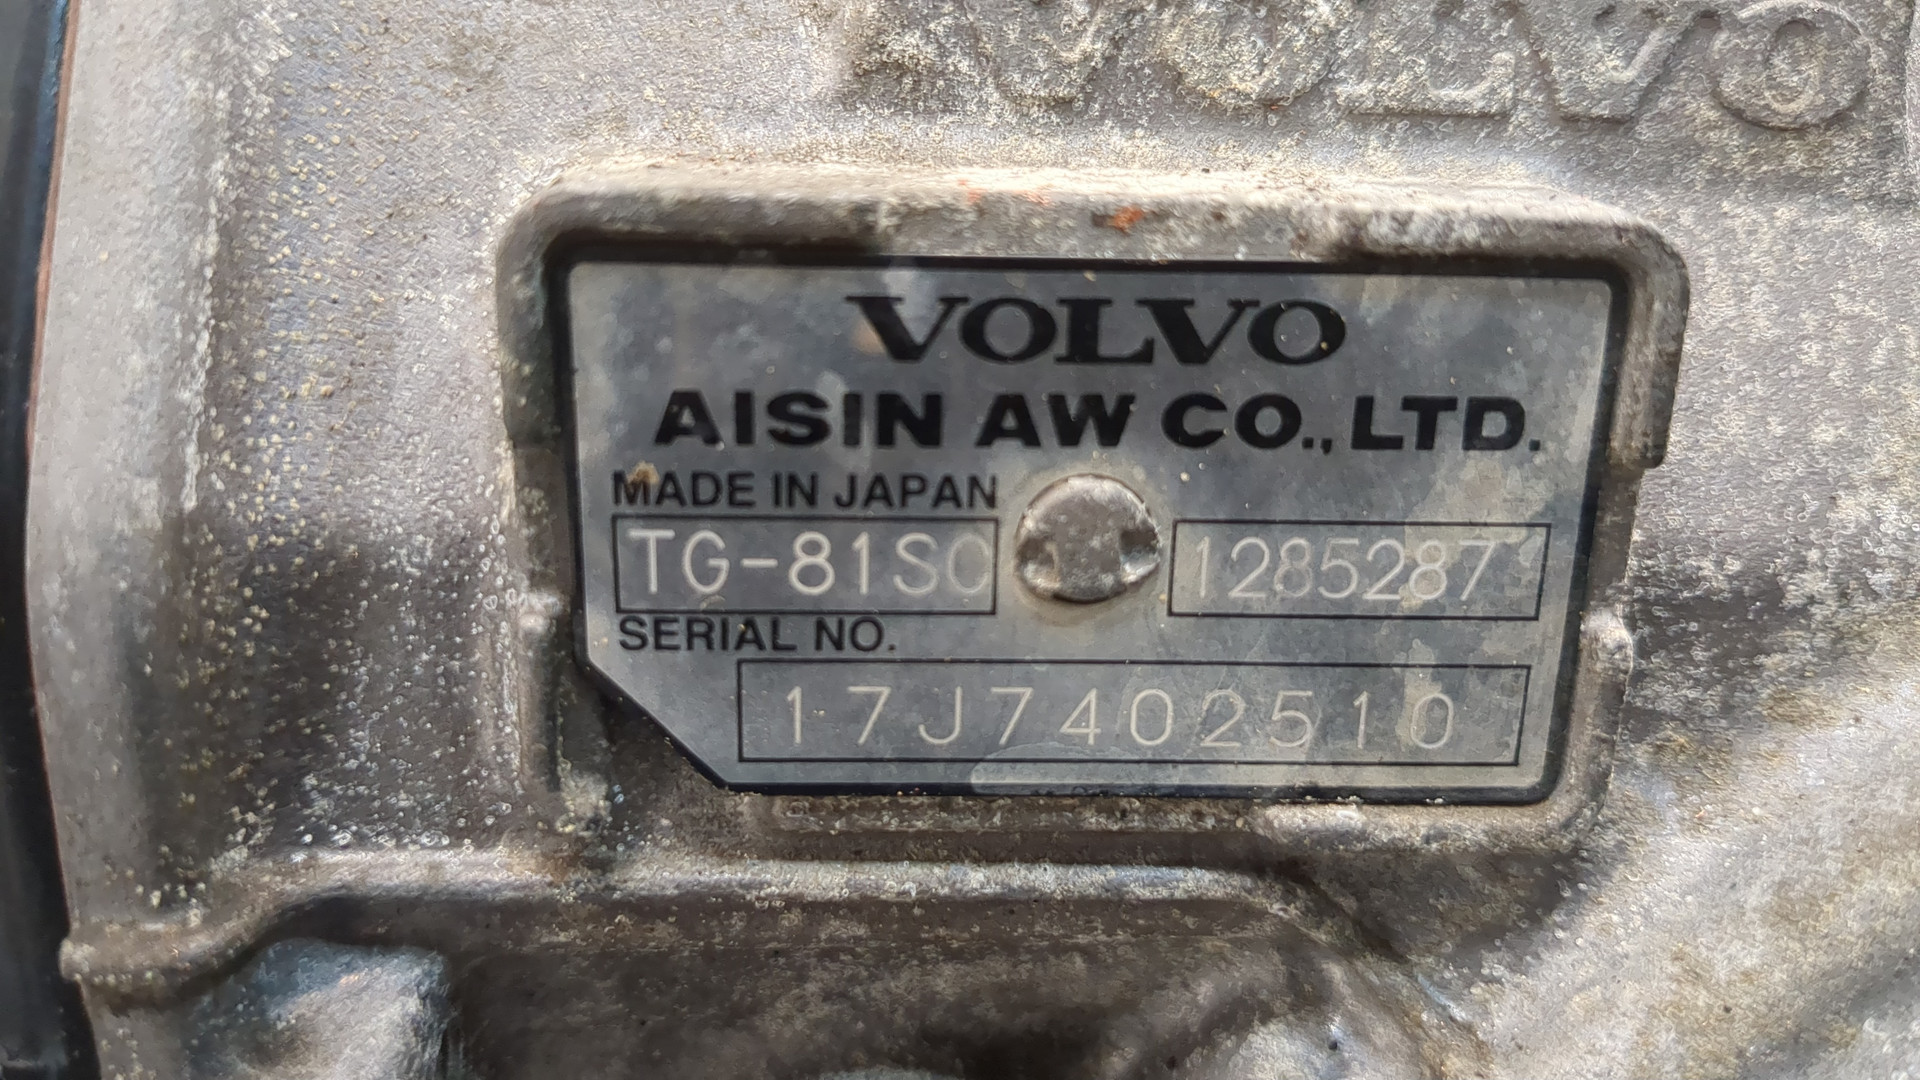 VOLVO
VOLVO
AISIN AW CO., LTD.
MADE IN JAPAN
TG-81SC 1285287
SERIAL NO.
17J7402510